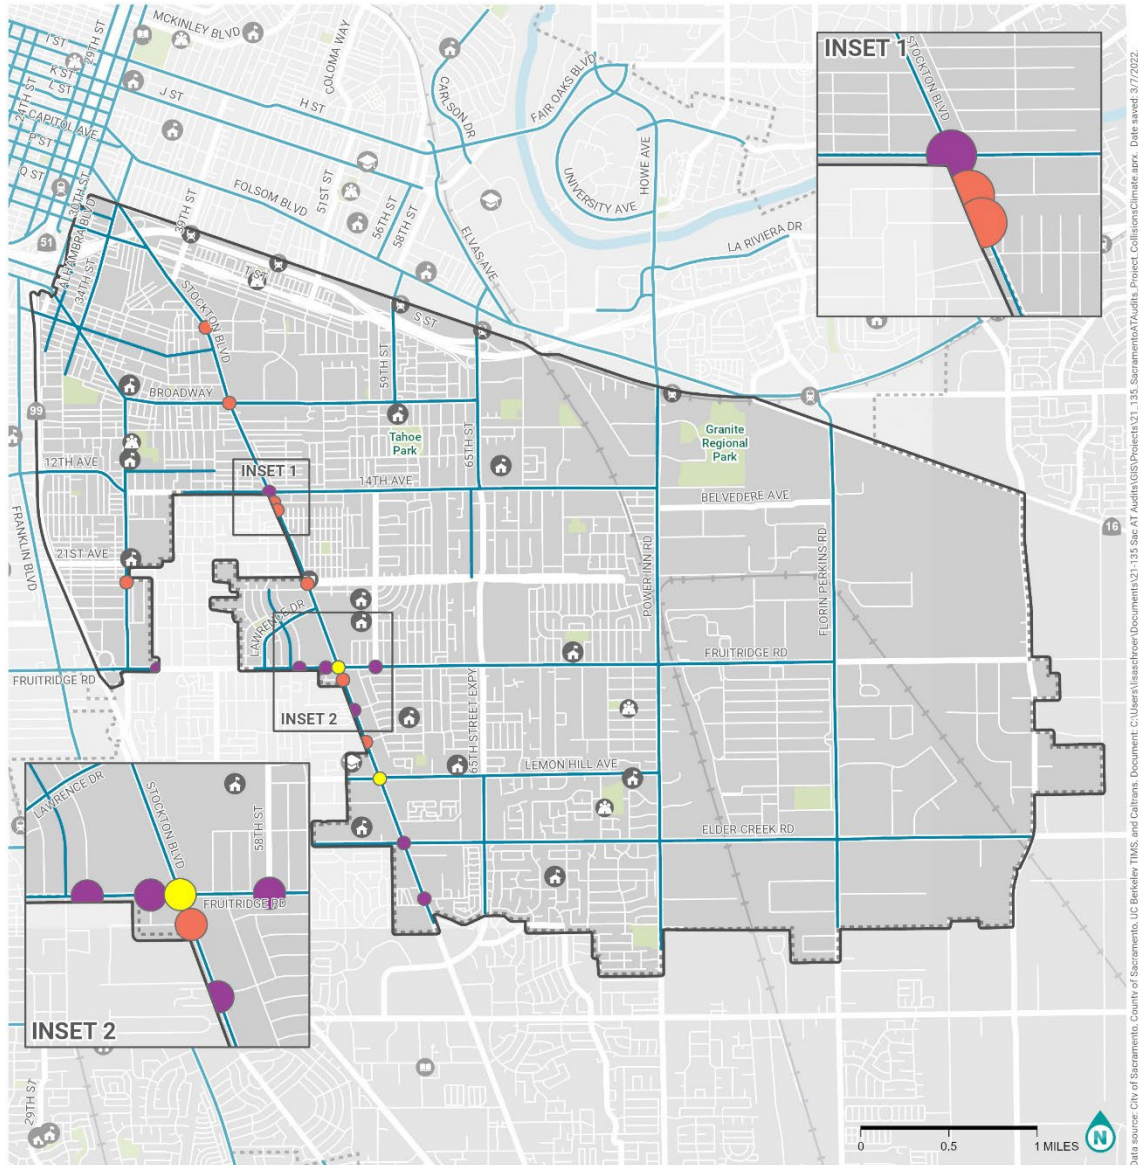 MCKINLEY BLVD
29TH ST
COLOMA WAY
I ST
K ST
L ST
J ST
H ST
24TH ST
CAPITOL AVE
P ST
Q ST
30TH ST
ALHAMBRA BLVD
34TH ST
51
39TH ST
FOLSOM BLVD
51ST ST
56TH ST
58TH ST
CARLSON DR
FAIR OAKS BLVD
UNIVERSITY AVE
HOWE AVE
ELVAS AVE
LA RIVIERA DR
INSET 1
STOCKTON BLVD
T ST
S ST
STOCKTON BLVD
59TH ST
BROADWAY
99
Tahoe
Park
65TH ST
Granite
Regional
Park
12TH AVE
INSET 1
14TH AVE
BELVEDERE AVE
16
FRANKLIN BLVD
21ST AVE
POWER INN RD
FLORIN PERKINS RD
LAWRENCE DR
FRUITRIDGE RD
FRUITRIDGE RD
INSET 2
65TH STREET EXPY
LEMON HILL AVE
ELDER CREEK RD
LAWRENCE DR
STOCKTON BLVD
58TH ST
FRUITRIDGE RD
INSET 2
29TH ST
0
0.5
1 MILES
N
Data source: City of Sacramento, County of Sacramento, UC Berkeley TIMS, and Caltrans. Document: C:\Users\lisaschroer\Documents\21-135 Sac AT Audits\GIS\Projects\21_135_SacramentoATAudits_Project_CollisionsClimate.aprx. Date saved: 3/7/2022